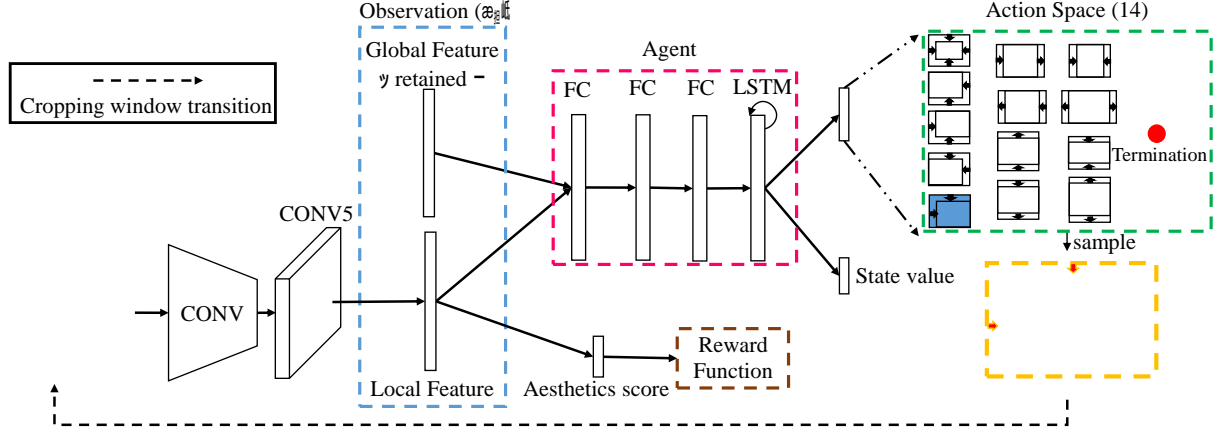 Observation
Global Feature
retained
Action Space (14)
Agent
FC
FC
FC
LSTM
Cropping window transition
Termination
CONV5
sample
State value
CONV
Reward
Function
Local Feature
Aesthetics score